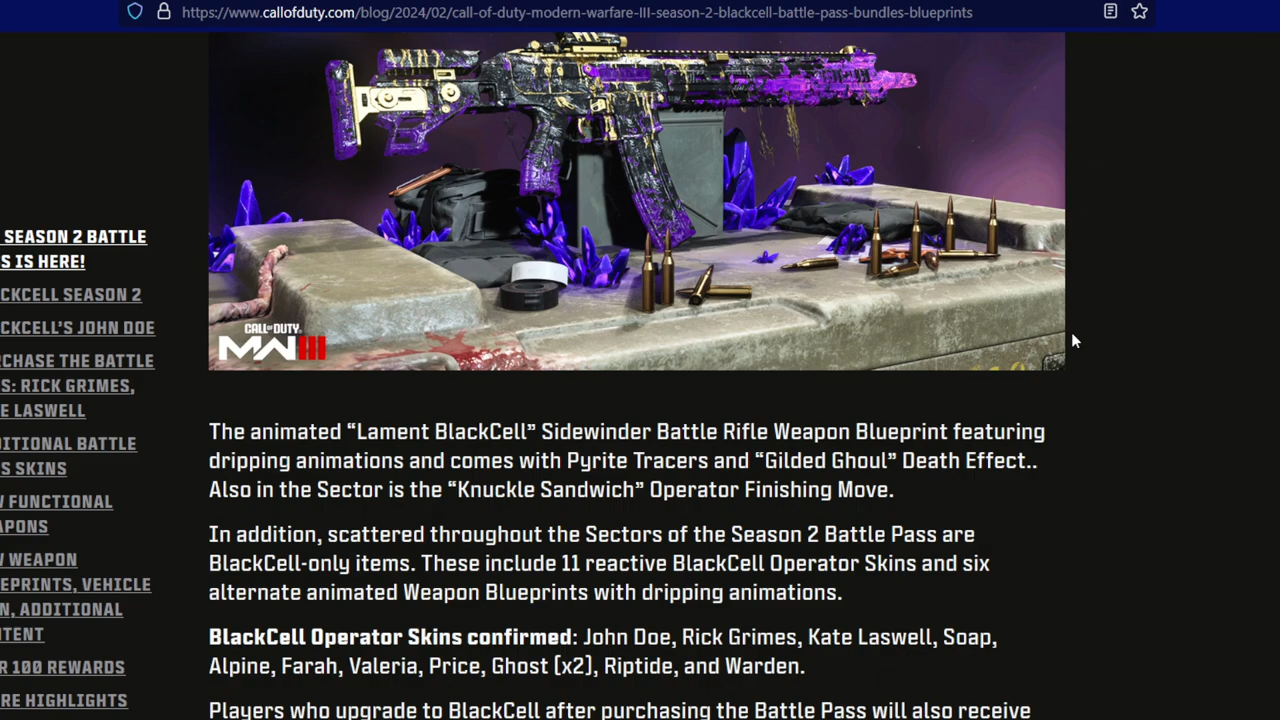 https://www.callofduty.com/blog/2024/02/call-of-duty-modern-warfare-III-season-2-blackcell-battle-pass-bundles-blueprints
SEASON 2 BATTLE
S IS HERE!
CKCELL SEASON 2
CKCELL'S JOHN DOE
RCHASE THE BATTLE
S: RICK GRIMES,
E LASWELL
DITIONAL BATTLE
S SKINS
W FUNCTIONAL
APONS
W WEAPON
EPRINTS, VEHICLE
N, ADDITIONAL
TENT
R 100 REWARDS
RE HIGHLIGHTS
CALL OF DUTY
MWIII
The animated “Lament BlackCell” Sidewinder Battle Rifle Weapon Blueprint featuring
dripping animations and comes with Pyrite Tracers and “Gilded Ghoul” Death Effect..
Also in the Sector is the “Knuckle Sandwich” Operator Finishing Move.
In addition, scattered throughout the Sectors of the Season 2 Battle Pass are
BlackCell-only items. These include 11 reactive BlackCell Operator Skins and six
alternate animated Weapon Blueprints with dripping animations.
BlackCell Operator Skins confirmed: John Doe, Rick Grimes, Kate Laswell, Soap,
Alpine, Farah, Valeria, Price, Ghost (x2), Riptide, and Warden.
Players who upgrade to BlackCell after purchasing the Battle Pass will also receive